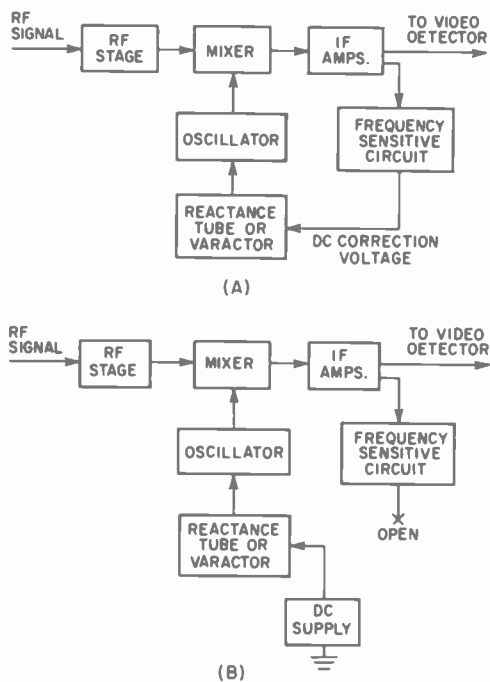 RF
SIGNAL
RF
STAGE
MIXER
IF
AMPS.
TO VIDEO
DETECTOR
OSCILLATOR
FREQUENCY
SENSITIVE
CIRCUIT
REACTANCE
TUBE OR
VARACTOR
DC CORRECTION
VOLTAGE
(A)
RF
SIGNAL
RF
STAGE
MIXER
IF
AMPS.
TO VIDEO
DETECTOR
OSCILLATOR
FREQUENCY
SENSITIVE
CIRCUIT
REACTANCE
TUBE OR
VARACTOR
OPEN
DC
SUPPLY
(B)